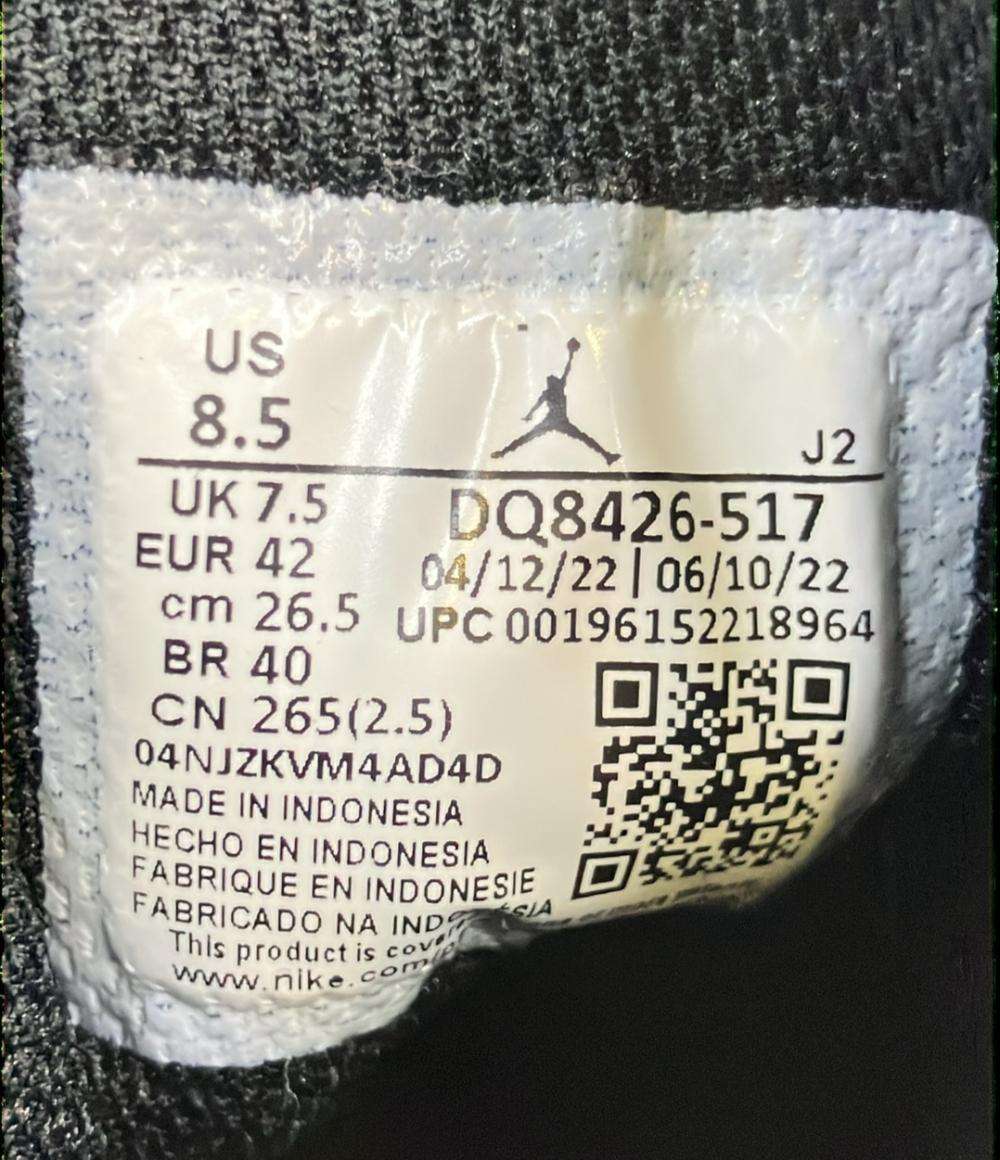 US
8.5
J2
UK 7.5
EUR 42
cm 26.5
BR 40
CN 265(2.5)
DQ8426-517
04/12/22 | 06/10/22
UPC 00196152218964
04NJZKVM4AD4D
MADE IN INDONESIA
HECHO EN INDONESIA
FABRIQUE EN INDONESIE
FABRICADO NA INDONÉSIA
This product is
www.nike.com/